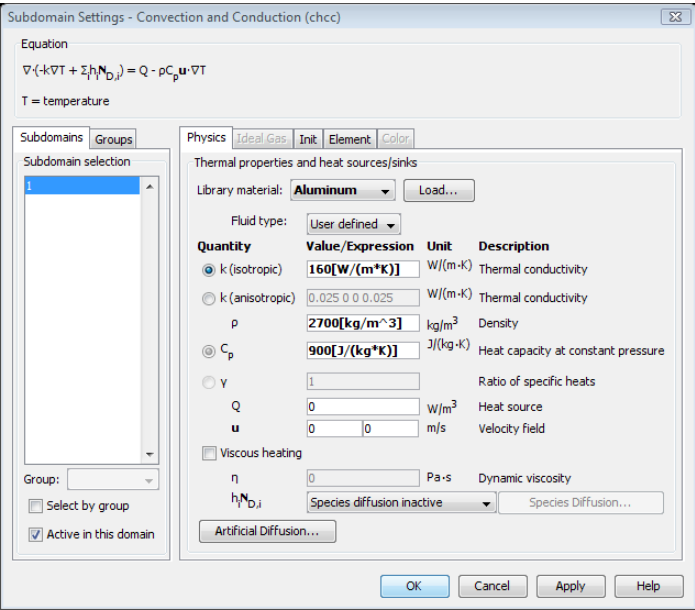 Subdomain Settings - Convection and Conduction (chcc)
Equation
∇·(-k∇T + Σᵢhᵢ𝐍_D,i) = Q - ρC_p𝐮·∇T
T = temperature
Subdomains Groups
Subdomain selection
1
Group:
Select by group
Active in this domain
Physics Ideal Gas Init Element Color
Thermal properties and heat sources/sinks
Library material: Aluminum Load...
Fluid type: User defined
Quantity Value/Expression Unit Description
k (isotropic) 160[W/(m*K)] W/(m·K) Thermal conductivity
k (anisotropic) 0.025 0 0 0.025 W/(m·K) Thermal conductivity
ρ 2700[kg/m^3] kg/m³ Density
C_p 900[J/(kg*K)] J/(kg·K) Heat capacity at constant pressure
γ 1 Ratio of specific heats
Q 0 W/m³ Heat source
u 0 0 m/s Velocity field
Viscous heating
η 0 Pa·s Dynamic viscosity
hᵢ𝐍_D,i Species diffusion inactive Species Diffusion...
Artificial Diffusion...
OK Cancel Apply Help